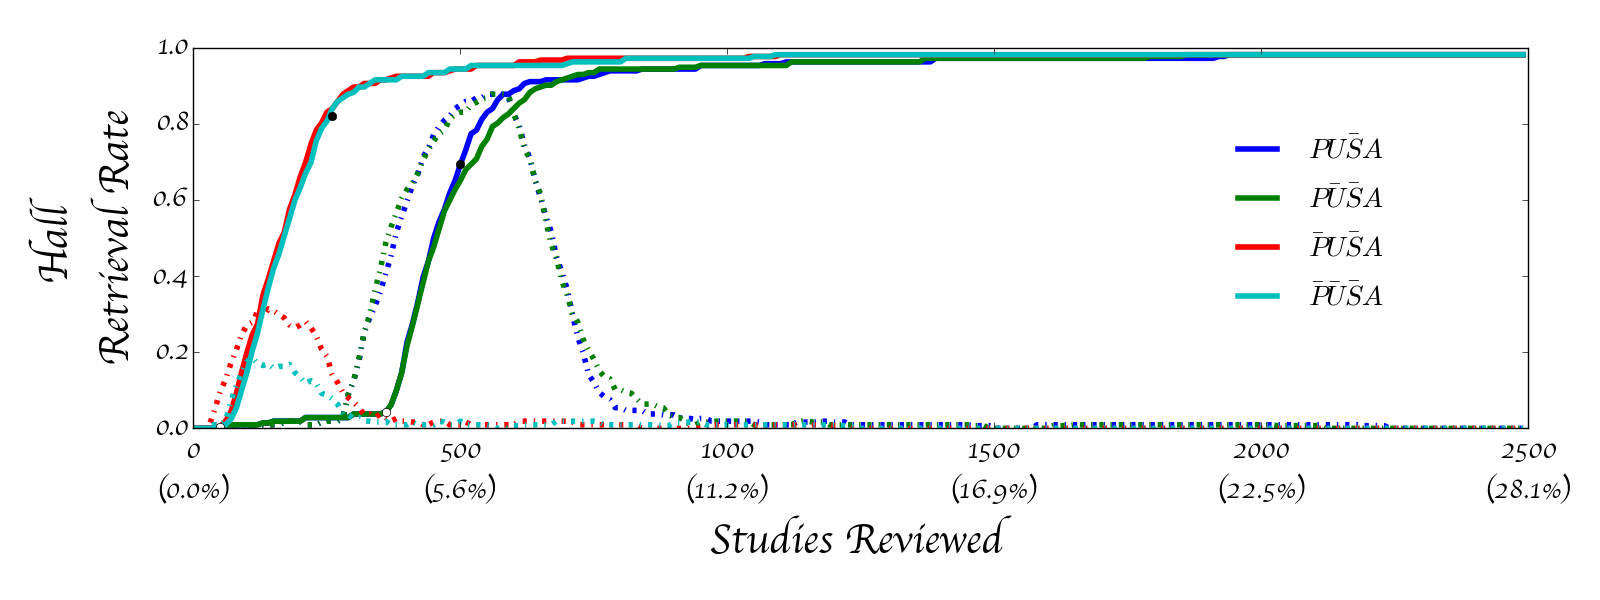 Hall
Retrieval Rate
1.0
0.8
0.6
0.4
0.2
0.0
0 500 1000 1500 2000 2500
(0.0%) (5.6%) (11.2%) (16.9%) (22.5%) (28.1%)
Studies Reviewed
PUS̄A
PŪS̄A
P̄US̄A
P̄ŪS̄A